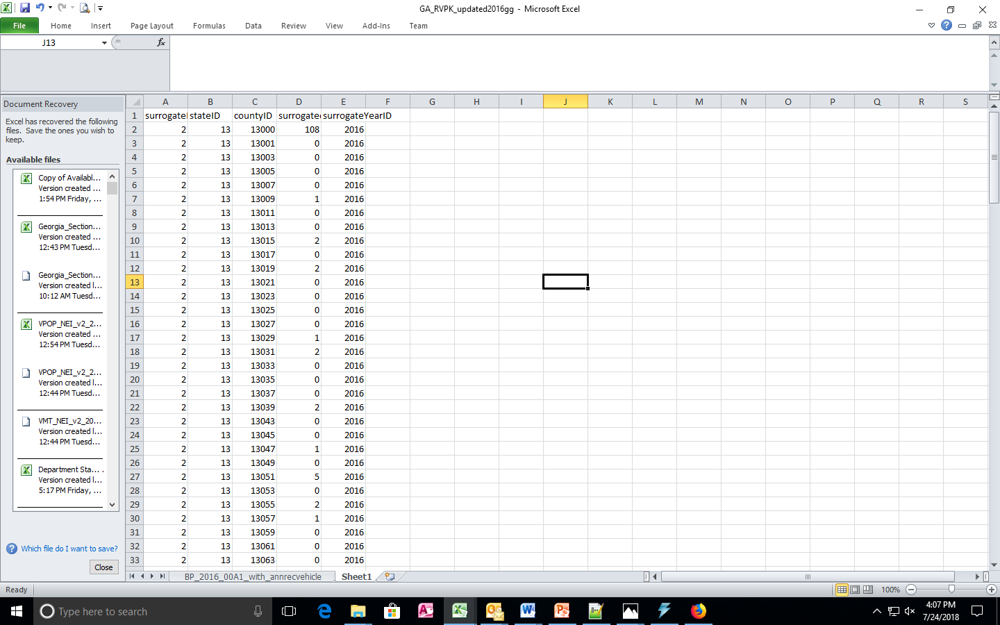 GA_RVPK_updated2016gg - Microsoft Excel
File Home Insert Page Layout Formulas Data Review View Add-Ins Team
J13 fx
Document Recovery
Excel has recovered the following
files. Save the ones you wish to
keep.
Available files
Copy of Availabl...
Version created ...
1:54 PM Friday, ...
Georgia_Section...
Version created ...
12:43 PM Tuesd...
Georgia_Section...
Version created l...
10:12 AM Tuesd...
VPOP_NEI_v2_2...
Version created ...
12:54 PM Tuesd...
VPOP_NEI_v2_2...
Version created l...
12:44 PM Tuesd...
VMT_NEI_v2_20...
Version created l...
12:44 PM Tuesd...
Department Sta... .
Version created l...
5:17 PM Friday, ...
Which file do I want to save?
Close
A B C D E F G H I J K L M N O P Q R S
1 surrogateI stateID countyID surrogate surrogateYearID
2 2 13 13000 108 2016
3 2 13 13001 0 2016
4 2 13 13003 0 2016
5 2 13 13005 0 2016
6 2 13 13007 0 2016
7 2 13 13009 1 2016
8 2 13 13011 0 2016
9 2 13 13013 0 2016
10 2 13 13015 2 2016
11 2 13 13017 0 2016
12 2 13 13019 2 2016
13 2 13 13021 0 2016
14 2 13 13023 0 2016
15 2 13 13025 0 2016
16 2 13 13027 0 2016
17 2 13 13029 1 2016
18 2 13 13031 2 2016
19 2 13 13033 0 2016
20 2 13 13035 0 2016
21 2 13 13037 0 2016
22 2 13 13039 2 2016
23 2 13 13043 0 2016
24 2 13 13045 0 2016
25 2 13 13047 1 2016
26 2 13 13049 0 2016
27 2 13 13051 5 2016
28 2 13 13053 0 2016
29 2 13 13055 2 2016
30 2 13 13057 1 2016
31 2 13 13059 0 2016
32 2 13 13061 0 2016
33 2 13 13063 0 2016
BP_2016_00A1_with_annrecvehicle Sheet1
Ready 100%
Type here to search
4:07 PM
7/24/2018